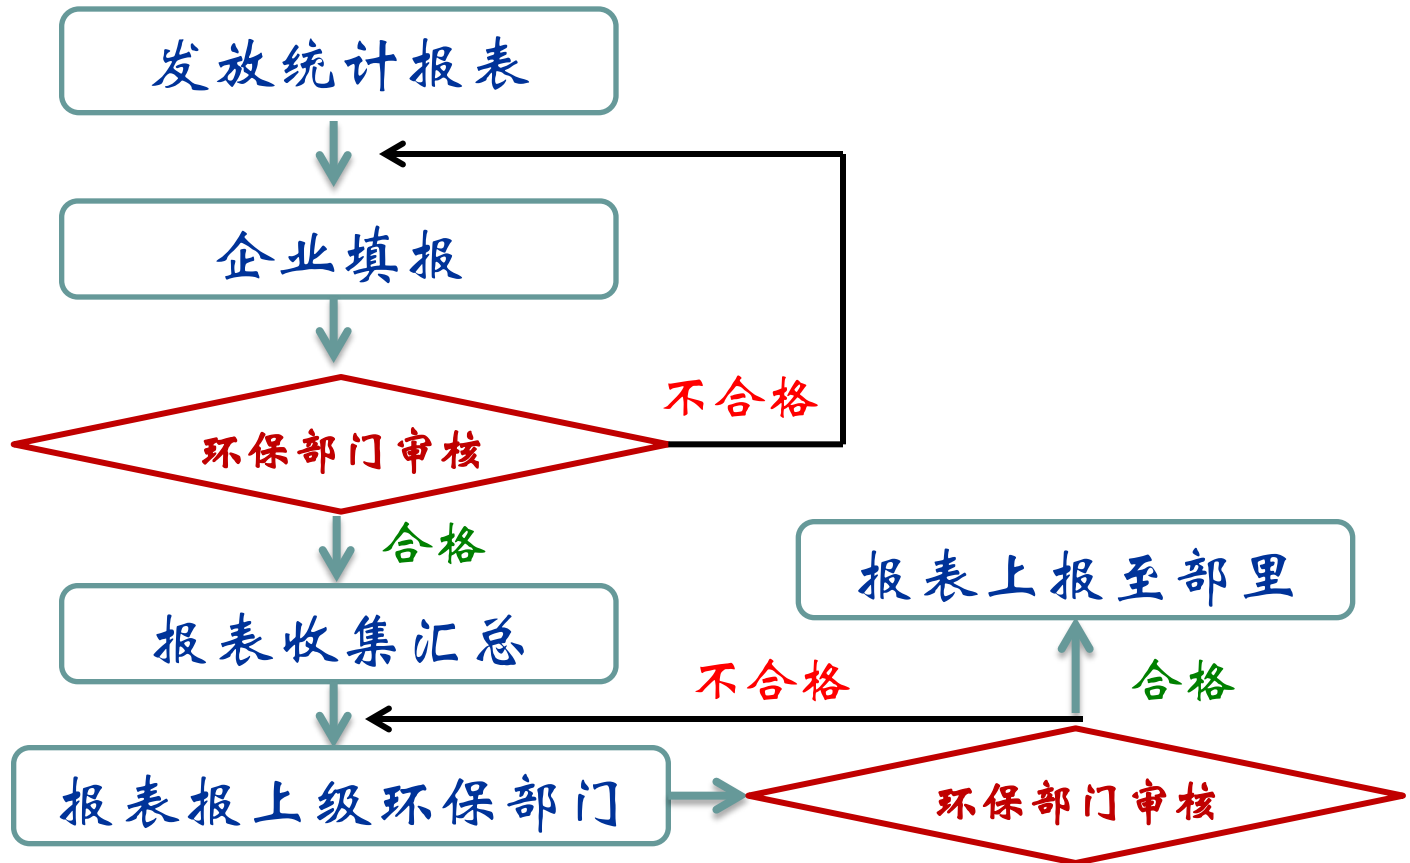 发放统计报表
企业填报
不合格
环保部门审核
合格
报表上报至部里
报表收集汇总
不合格
合格
报表报上级环保部门
环保部门审核